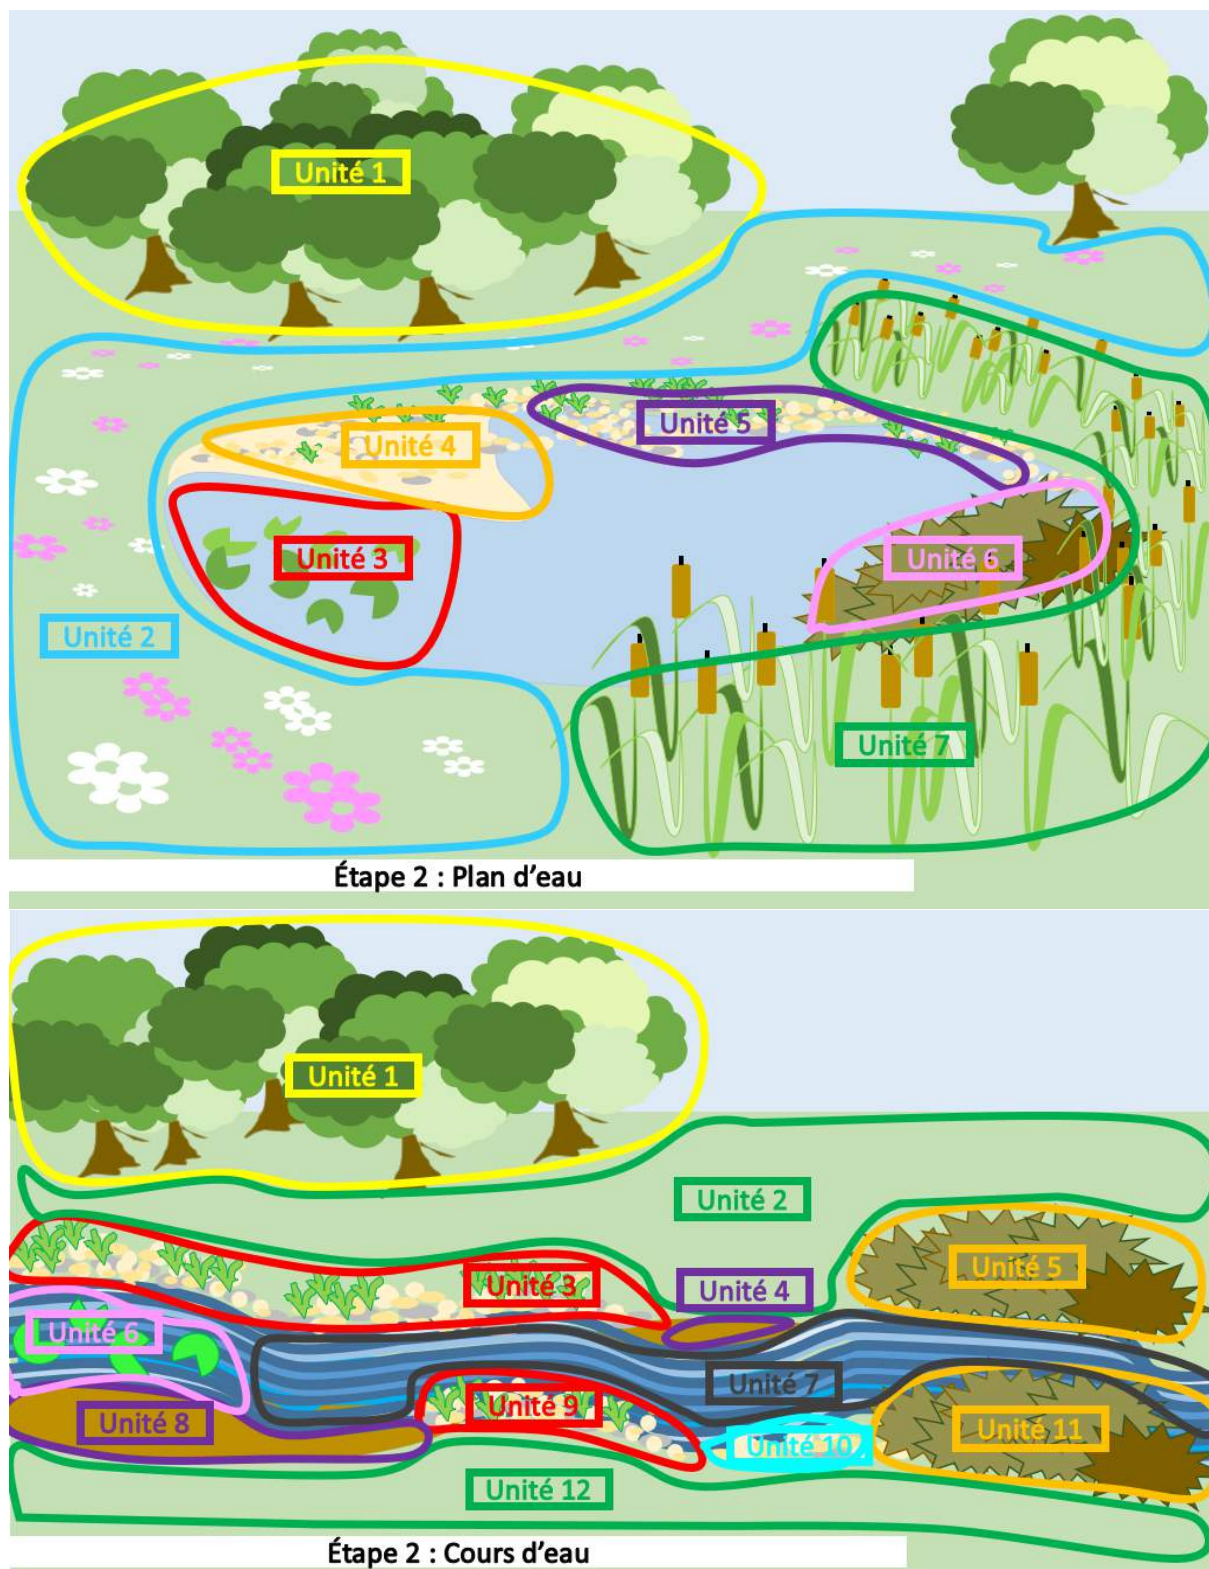 Unité 1
Unité 5
Unité 4
Unité 3
Unité 6
Unité 2
Unité 7
Étape 2 : Plan d’eau
Unité 1
Unité 2
Unité 5
Unité 3
Unité 4
Unité 6
Unité 7
Unité 8
Unité 9
Unité 10
Unité 11
Unité 12
Étape 2 : Cours d’eau